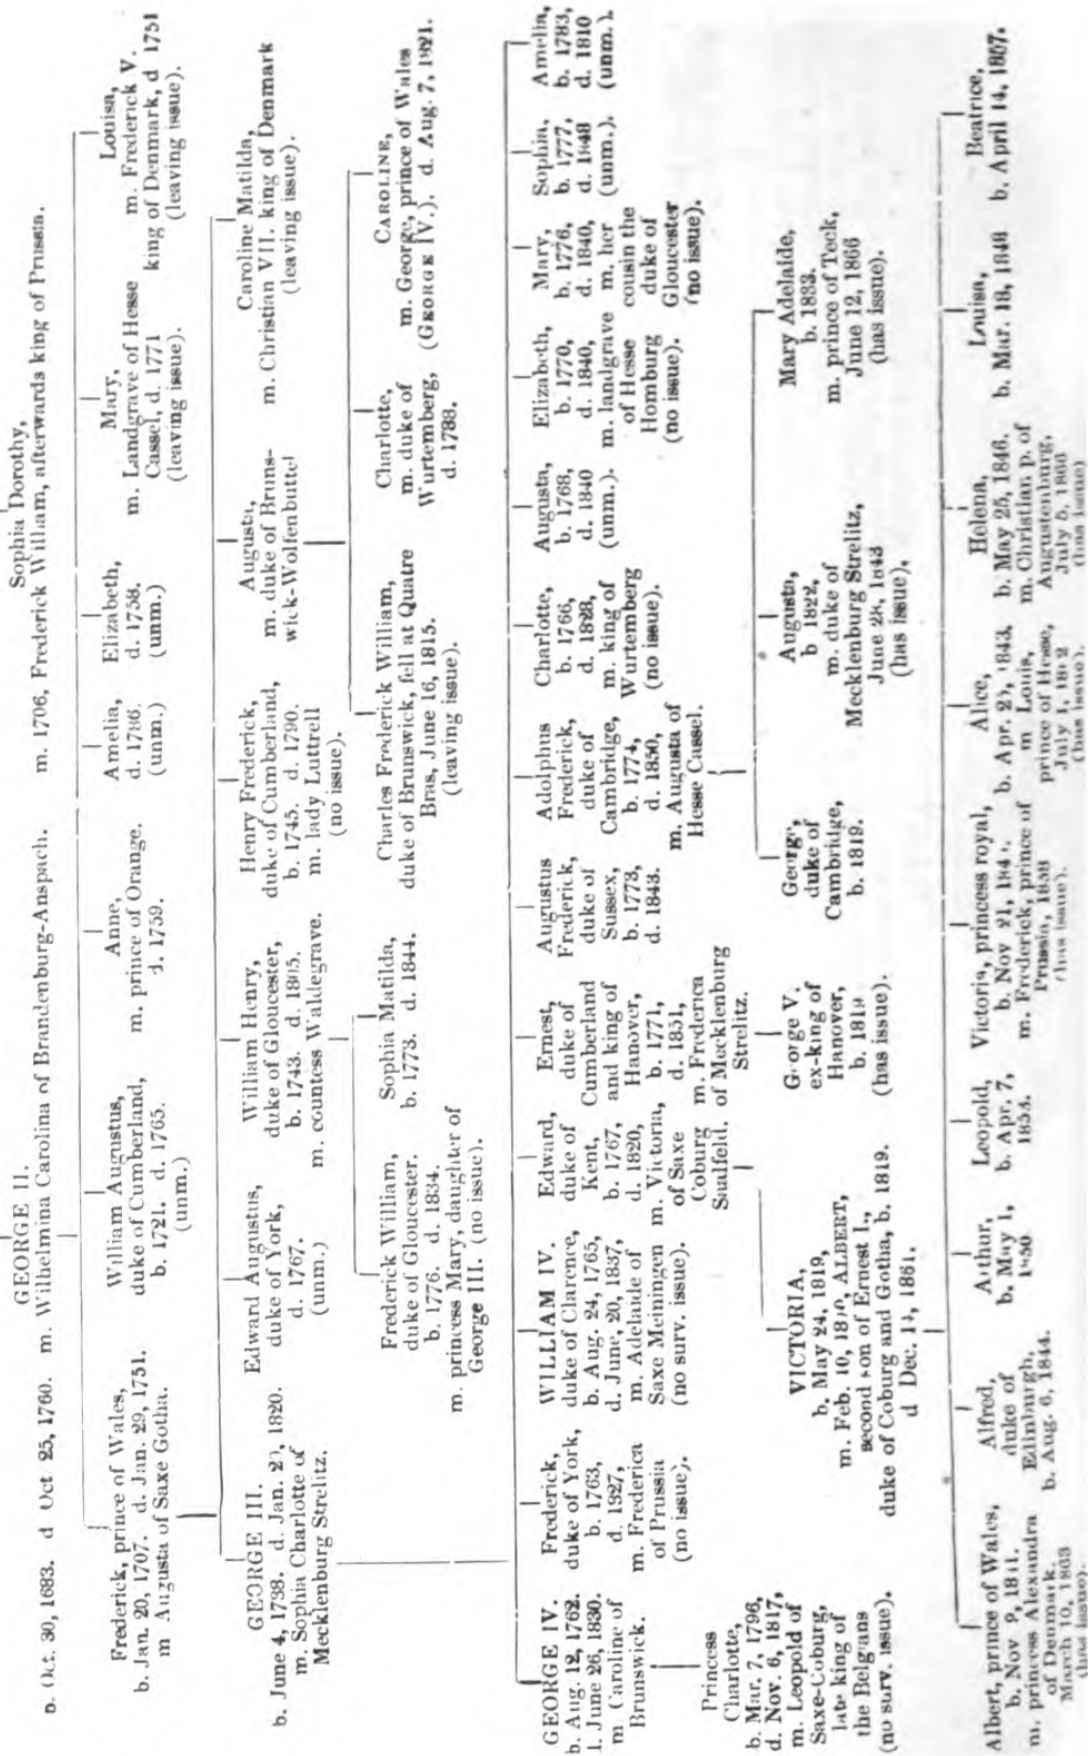 GEORGE II.
Oct. 30, 1683. d Oct 25, 1760. m. Wilhelmina Carolina of Brandenburg-Anspach.
Sophia Dorothy,
m. 1706, Frederick William, afterwards king of Prussia.
Frederick, prince of Wales,
b. Jan. 20, 1707. d. Jan. 29, 1751.
m Augusta of Saxe Gotha.
William Augustus,
duke of Cumberland,
b. 1721. d. 1765.
(unm.)
Anne,
m. prince of Orange.
d. 1759.
Amelia,
d. 1786.
(unm.)
Elizabeth,
d. 1758.
(unm.)
Mary,
m. Landgrave of Hesse
Cassel, d. 1771
(leaving issue).
Louisa,
m. Frederick V.
king of Denmark, d 1751
(leaving issue).
GEORGE III.
b. June 4, 1738. d. Jan. 29, 1820.
m. Sophia Charlotte of
Mecklenburg Strelitz.
Edward Augustus,
duke of York,
d. 1767.
(unm.)
William Henry,
duke of Gloucester,
b. 1743. d. 1805.
m. countess Waldegrave.
Henry Frederick,
duke of Cumberland,
b. 1745. d. 1790.
m. lady Luttrell
(no issue).
Augusta,
m. duke of Bruns-
wick-Wolfenbuttel
Caroline Matilda,
m. Christian VII. king of Denmark
(leaving issue).
Frederick William,
duke of Gloucester.
b. 1776. d. 1834.
m. princess Mary, daughter of
George III. (no issue).
Sophia Matilda,
b. 1773. d. 1844.
Charles Frederick William,
duke of Brunswick, fell at Quatre
Bras, June 16, 1815.
(leaving issue).
Charlotte,
m. duke of
Wurtemberg,
d. 1788.
CAROLINE,
m. George, prince of Wales
(GEORGE IV.). d. Aug. 7, 1821.
GEORGE IV.
b. Aug. 12, 1762.
d. June 26, 1830.
m Caroline of
Brunswick.
Frederick,
duke of York,
b. 1763,
d. 1927,
m. Frederica
of Prussia
(no issue).
WILLIAM IV.
duke of Clarence,
b. Aug. 24, 1765,
d. June, 20, 1837,
m. Adelaide of
Saxe Meiningen
(no surv. issue).
Edward,
duke of
Kent,
b. 1767,
d. 1820,
m. Victoria,
of Saxe
Coburg
Saalfeld.
Ernest,
duke of
Cumberland
and king of
Hanover,
b. 1771,
d. 1851,
m. Frederica
of Mecklenburg
Strelitz.
Augustus
Frederick,
duke of
Sussex,
b. 1773,
d. 1843.
Adolphus
Frederick,
duke of
Cambridge,
b. 1774,
d. 1850,
m. Augusta of
Hesse Cassel.
Charlotte,
b. 1766,
d. 1828,
m. king of
Wurtemberg
(no issue).
Augusta,
b. 1768,
d. 1840
(unm.).
Elizabeth,
b. 1770,
d. 1840,
m. landgrave
of Hesse
Homburg
(no issue).
Mary,
b. 1776,
d. 1840,
m. her
cousin the
duke of
Gloucester
(no issue).
Sophia,
b. 1777,
d. 1848
(unm.).
Amelia,
b. 1783,
d. 1810
(unm.).
Princess
Charlotte,
b. Mar. 7, 1796,
d. Nov. 6, 1817,
m. Leopold of
Saxe-Coburg,
late king of
the Belgians
(no surv. issue).
VICTORIA,
b, May 24, 1819,
m. Feb. 10, 1840, ALBERT,
second son of Ernest I.,
duke of Coburg and Gotha, b. 1819.
d Dec. 14, 1861.
George V.
ex-king of
Hanover,
b. 1819
(has issue).
George,
duke of
Cambridge,
b. 1819.
Augusta,
b 1822,
m. duke of
Mecklenburg Strelitz,
June 28, 1843
(has issue),
Mary Adelaide,
b. 1833.
m. prince of Teck,
June 12, 1866
(has issue).
Albert, prince of Wales,
b. Nov 9, 1841.
m. princess Alexandra
of Denmark.
March 10, 1863
(has issue).
Alfred,
duke of
Edinburgh,
b. Aug. 6, 1844.
Arthur,
b. May 1,
1850.
Leopold,
b. Apr. 7,
1853.
Victoria, princess royal,
b. Nov 21, 1840.
m. Frederick, prince of
Prussia, 1858
(has issue).
Alice,
b. Apr. 25, 1843.
m Louis,
prince of Hesse,
July 1, 1862
(has issue).
Helena,
b. May 25, 1846.
m. Christian, p. of
Augustenburg,
July 5, 1866
(has issue)
Louisa,
b. Mar. 18, 1848
Beatrice,
b. April 14, 1857.